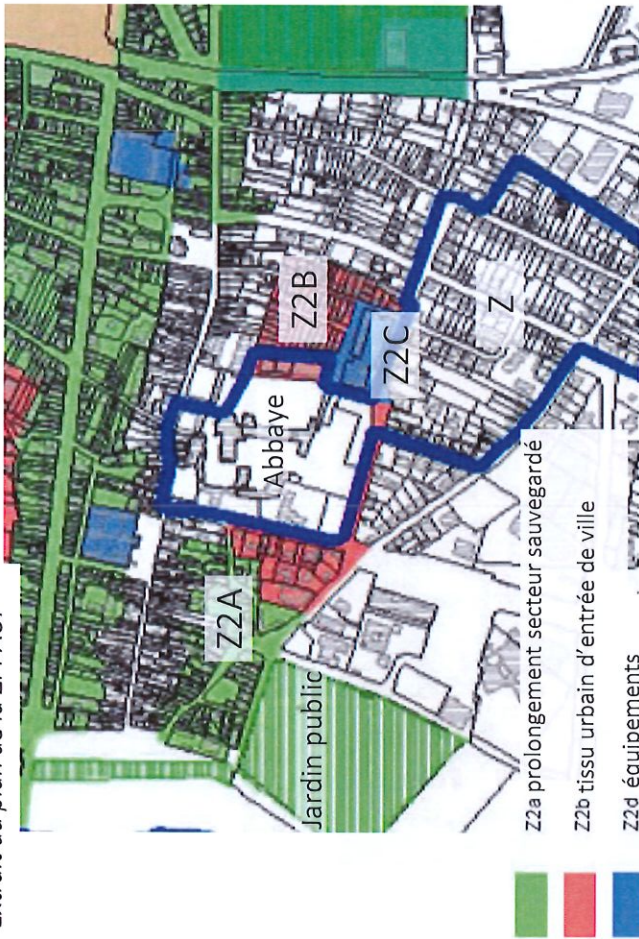 Z2B
Z2C
Z
Abbaye
Z2A
Jardin public
Z2a prolongement secteur sauvegardé
Z2b tissu urbain d'entrée de ville
Z2d équipements